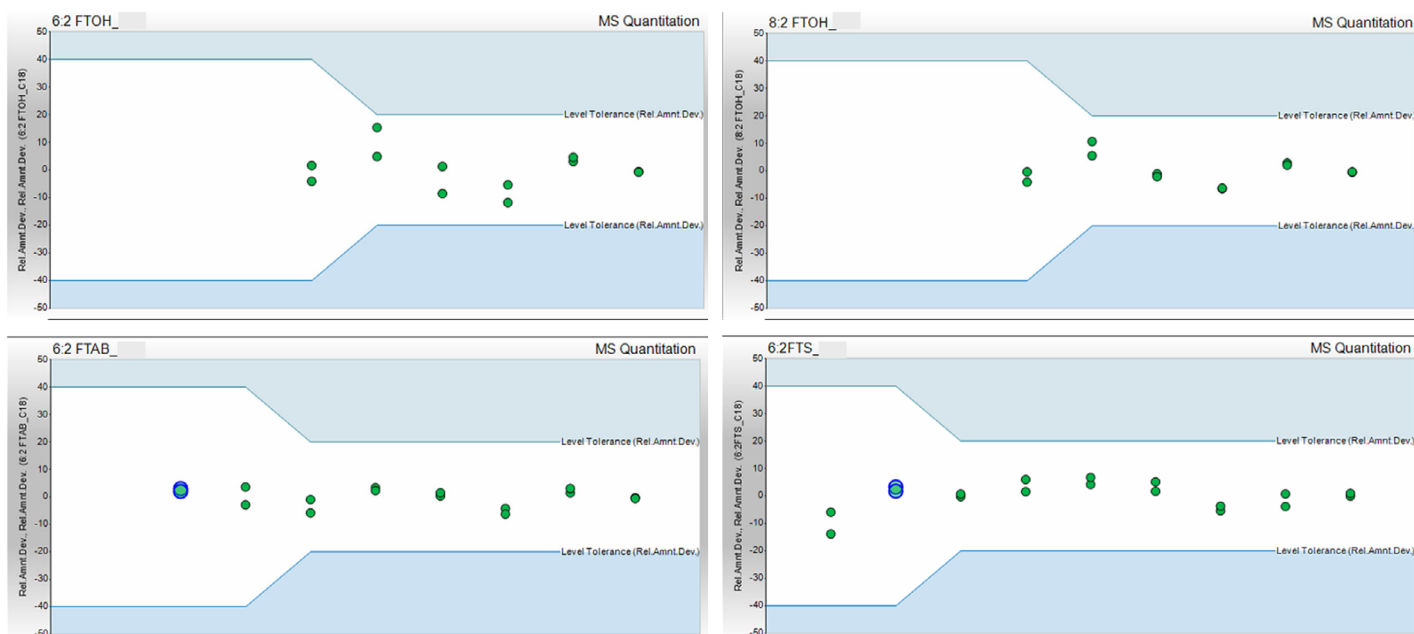 6:2 FTOH_ MS Quantitation
50
40
30
20
10
0
-10
-20
-30
-40
-50
Rel.Amnt.Dev., Rel.Amnt.Dev. (6:2 FTOH_C18)
Level Tolerance (Rel.Amnt.Dev.)
Level Tolerance (Rel.Amnt.Dev.)
8:2 FTOH_ MS Quantitation
50
40
30
20
10
0
-10
-20
-30
-40
-50
Rel.Amnt.Dev., Rel.Amnt.Dev. (8:2 FTOH_C18)
Level Tolerance (Rel.Amnt.Dev.)
Level Tolerance (Rel.Amnt.Dev.)
6:2 FTAB_ MS Quantitation
50
40
30
20
10
0
-10
-20
-30
-40
-50
Rel.Amnt.Dev., Rel.Amnt.Dev. (6:2 FTAB_C18)
Level Tolerance (Rel.Amnt.Dev.)
Level Tolerance (Rel.Amnt.Dev.)
6:2FTS_ MS Quantitation
50
40
30
20
10
0
-10
-20
-30
-40
-50
Rel.Amnt.Dev., Rel.Amnt.Dev. (6:2FTS_C18)
Level Tolerance (Rel.Amnt.Dev.)
Level Tolerance (Rel.Amnt.Dev.)